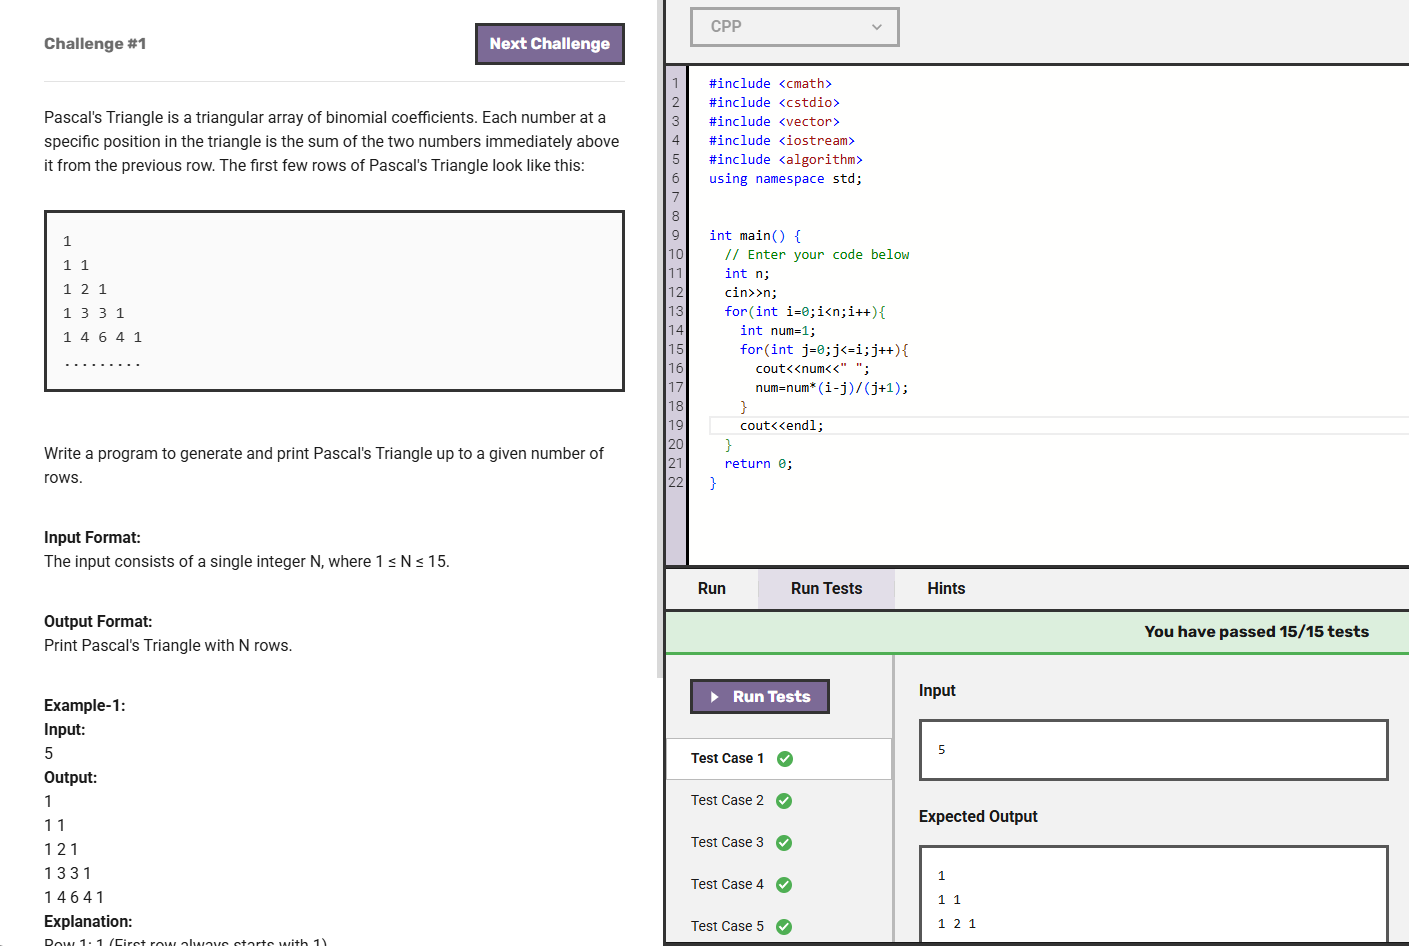 Challenge #1
Next Challenge
Pascal's Triangle is a triangular array of binomial coefficients. Each number at a
specific position in the triangle is the sum of the two numbers immediately above
it from the previous row. The first few rows of Pascal's Triangle look like this:
1
1 1
1 2 1
1 3 3 1
1 4 6 4 1
.........
Write a program to generate and print Pascal's Triangle up to a given number of
rows.
Input Format:
The input consists of a single integer N, where 1 ≤ N ≤ 15.
Output Format:
Print Pascal's Triangle with N rows.
Example-1:
Input:
5
Output:
1
1 1
1 2 1
1 3 3 1
1 4 6 4 1
Explanation:
Row 1: 1 (First row always starts with 1)
CPP
1 #include <cmath>
2 #include <cstdio>
3 #include <vector>
4 #include <iostream>
5 #include <algorithm>
6 using namespace std;
7
8
9 int main() {
10 // Enter your code below
11 int n;
12 cin>>n;
13 for(int i=0;i<n;i++){
14 int num=1;
15 for(int j=0;j<=i;j++){
16 cout<<num<<" ";
17 num=num*(i-j)/(j+1);
18 }
19 cout<<endl;
20 }
21 return 0;
22 }
Run Run Tests Hints
You have passed 15/15 tests
Run Tests
Test Case 1
Test Case 2
Test Case 3
Test Case 4
Test Case 5
Input
5
Expected Output
1
1 1
1 2 1